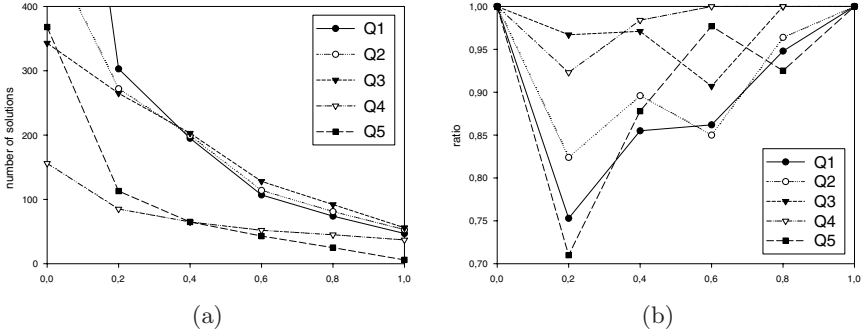 number of solutions
400
300
200
100
0
0,0 0,2 0,4 0,6 0,8 1,0
Q1
Q2
Q3
Q4
Q5
(a)
ratio
1,00
0,95
0,90
0,85
0,80
0,75
0,70
0,0 0,2 0,4 0,6 0,8 1,0
Q1
Q2
Q3
Q4
Q5
(b)